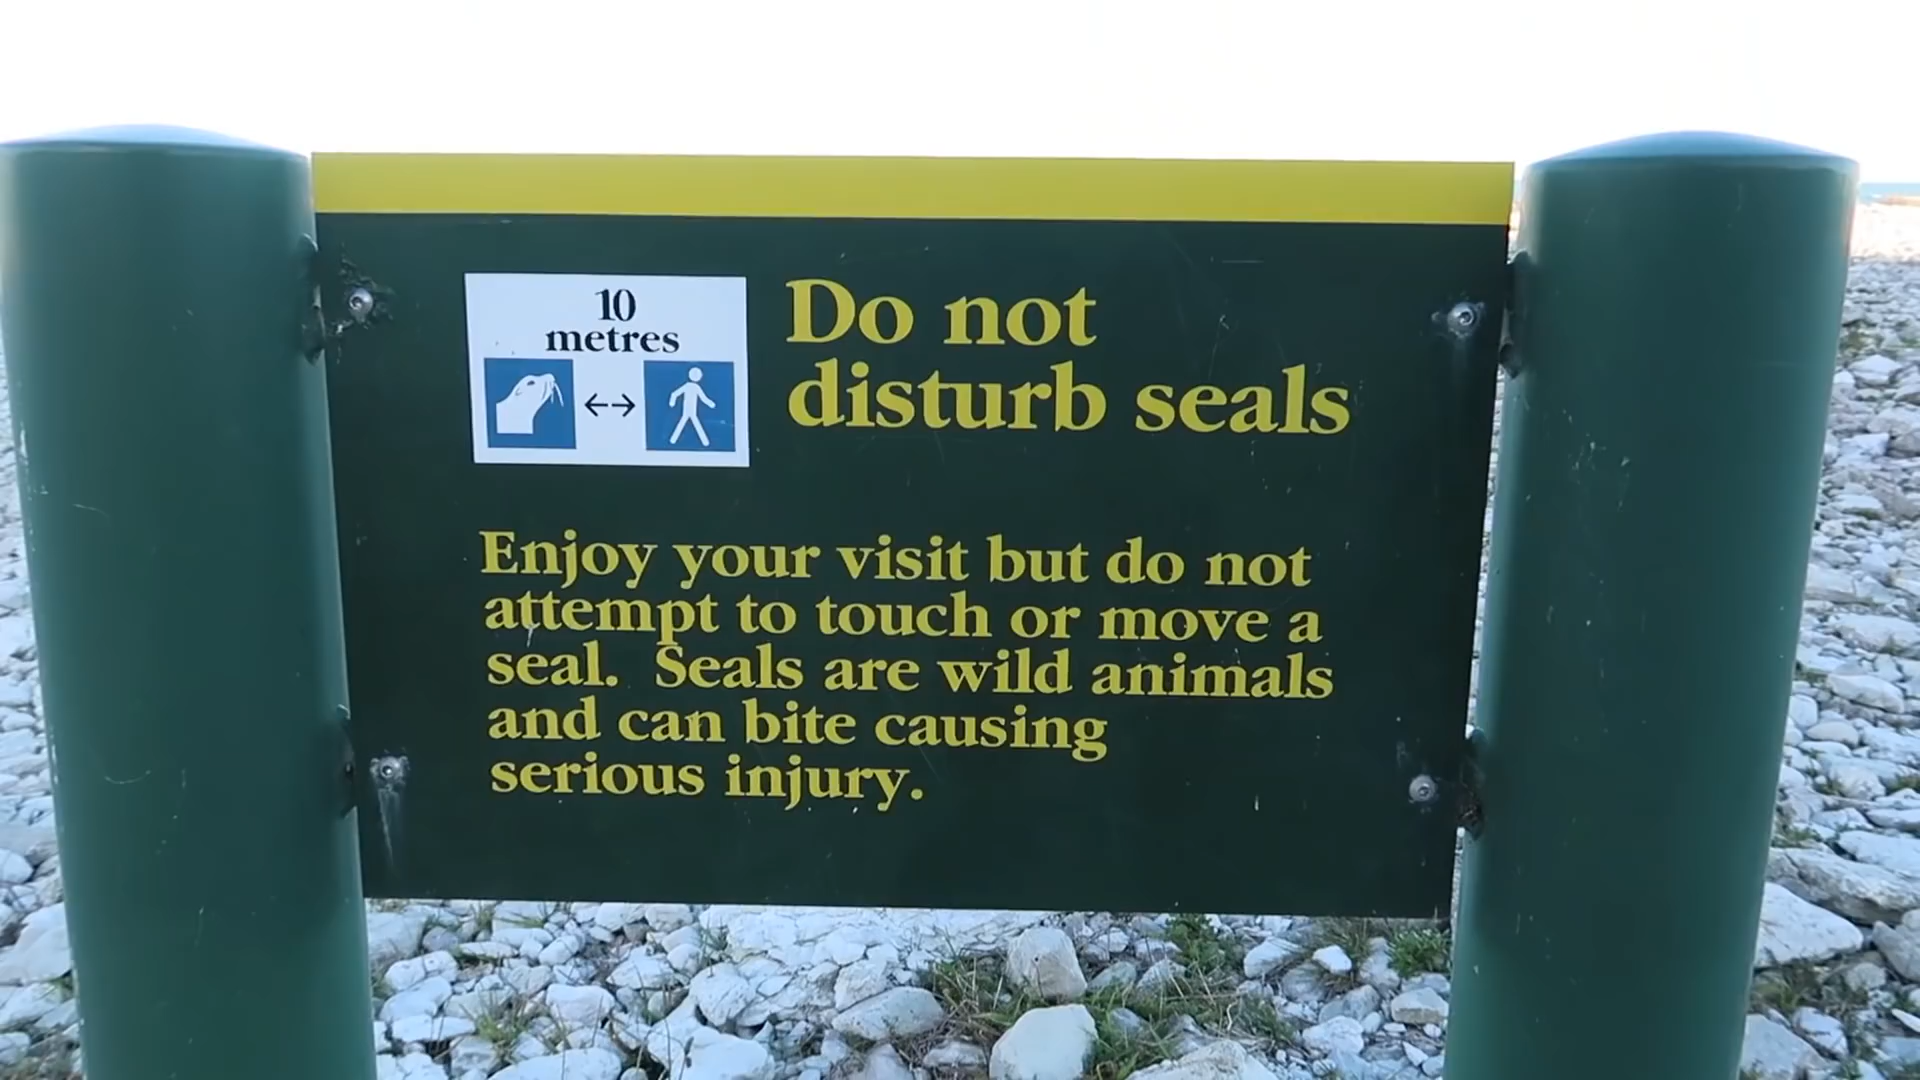 10
metres
Do not
disturb seals
Enjoy your visit but do not
attempt to touch or move a
seal. Seals are wild animals
and can bite causing
serious injury.